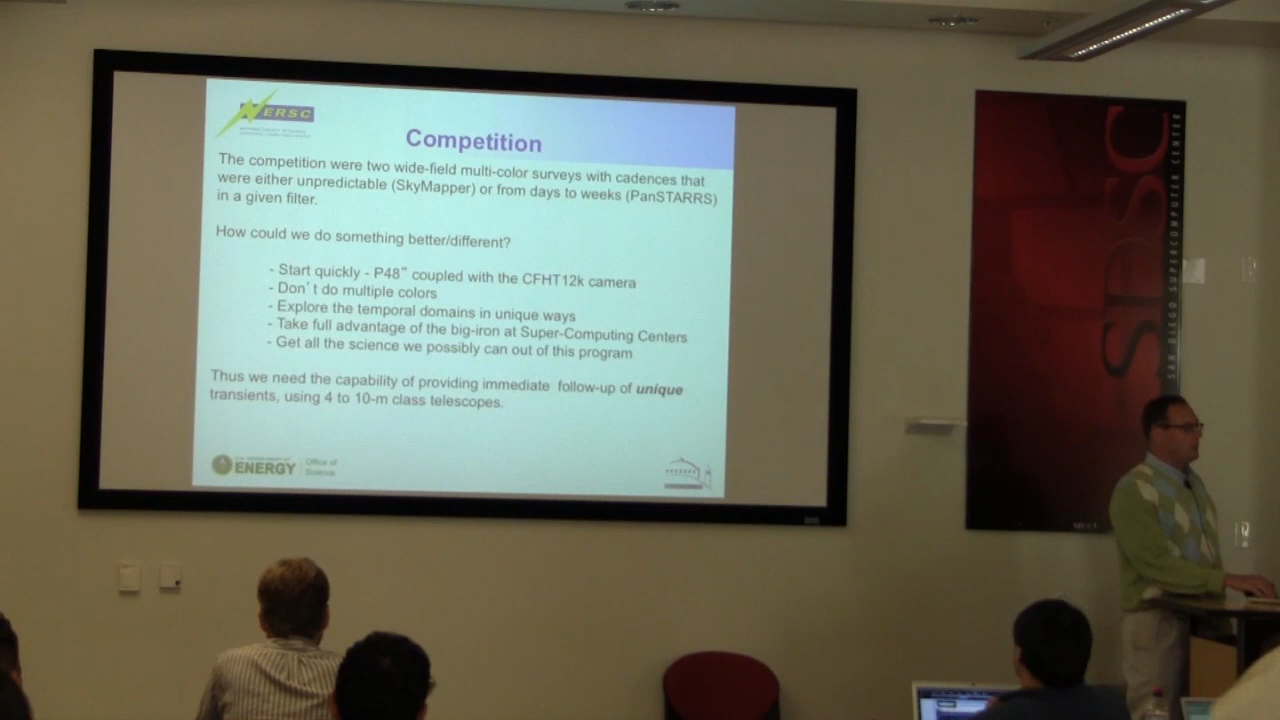 NERSC
Competition
The competition were two wide-field multi-color surveys with cadences that
were either unpredictable (SkyMapper) or from days to weeks (PanSTARRS)
in a given filter.
How could we do something better/different?
- Start quickly - P48" coupled with the CFHT12k camera
- Don't do multiple colors
- Explore the temporal domains in unique ways
- Take full advantage of the big-iron at Super-Computing Centers
- Get all the science we possibly can out of this program
Thus we need the capability of providing immediate follow-up of unique
transients, using 4 to 10-m class telescopes.
ENERGY
Office of
Science
SDSC
SAN DIEGO SUPERCOMPUTER CENTER